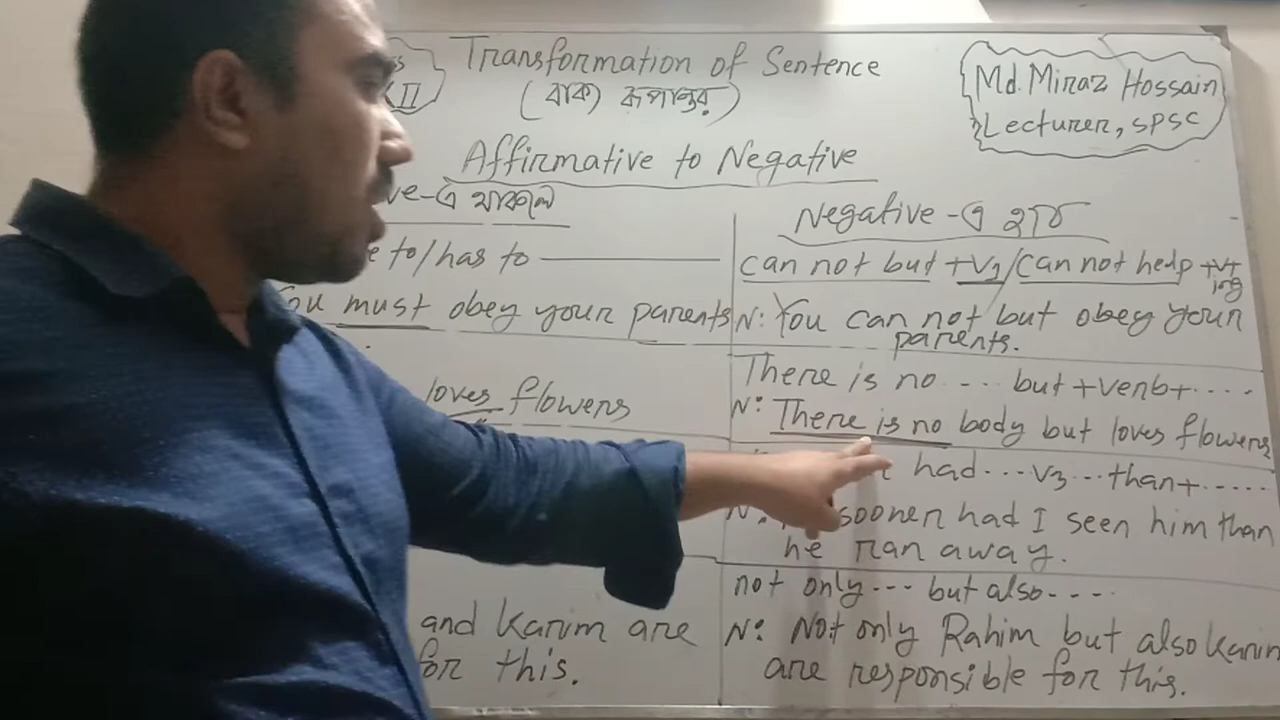 XII
Transformation of Sentence
(বাক্য রূপান্তর)
Md. Miraz Hossain
Lecturer, SPSC
Affirmative to Negative
ve-এ থাকলে
Negative-এ হবে
e to/has to
can not but +V1/Can not help +V+
ing
You must obey your parents
N: You can not but obey your
parents.
There is no ... but +verb+....
loves flowers
N: There is no body but loves flowers
had...V3...than+.....
N: sooner had I seen him than
he ran away.
not only... but also....
and Karim are
for this.
N: Not only Rahim but also Karim
are responsible for this.